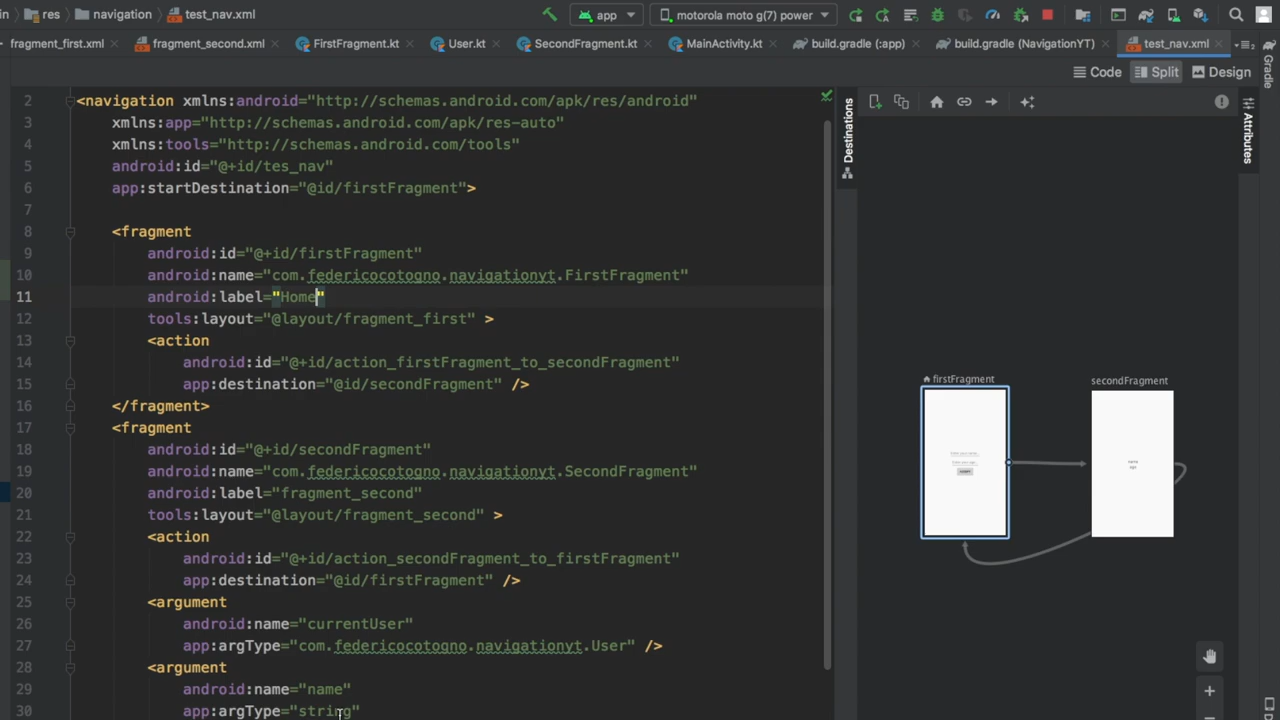 in res navigation test_nav.xml app motorola moto g(7) power
fragment_first.xml fragment_second.xml FirstFragment.kt User.kt SecondFragment.kt MainActivity.kt build.gradle (:app) build.gradle (NavigationYT) test_nav.xml
Code Split Design
Gradle
Destinations
Attributes
2 <navigation xmlns:android="http://schemas.android.com/apk/res/android"
3 xmlns:app="http://schemas.android.com/apk/res-auto"
4 xmlns:tools="http://schemas.android.com/tools"
5 android:id="@+id/tes_nav"
6 app:startDestination="@id/firstFragment">
7
8 <fragment
9 android:id="@+id/firstFragment"
10 android:name="com.federicocotogno.navigationyt.FirstFragment"
11 android:label="Home"
12 tools:layout="@layout/fragment_first" >
13 <action
14 android:id="@+id/action_firstFragment_to_secondFragment"
15 app:destination="@id/secondFragment" />
16 </fragment>
17 <fragment
18 android:id="@+id/secondFragment"
19 android:name="com.federicocotogno.navigationyt.SecondFragment"
20 android:label="fragment_second"
21 tools:layout="@layout/fragment_second" >
22 <action
23 android:id="@+id/action_secondFragment_to_firstFragment"
24 app:destination="@id/firstFragment" />
25 <argument
26 android:name="currentUser"
27 app:argType="com.federicocotogno.navigationyt.User" />
28 <argument
29 android:name="name"
30 app:argType="string"
firstFragment
secondFragment